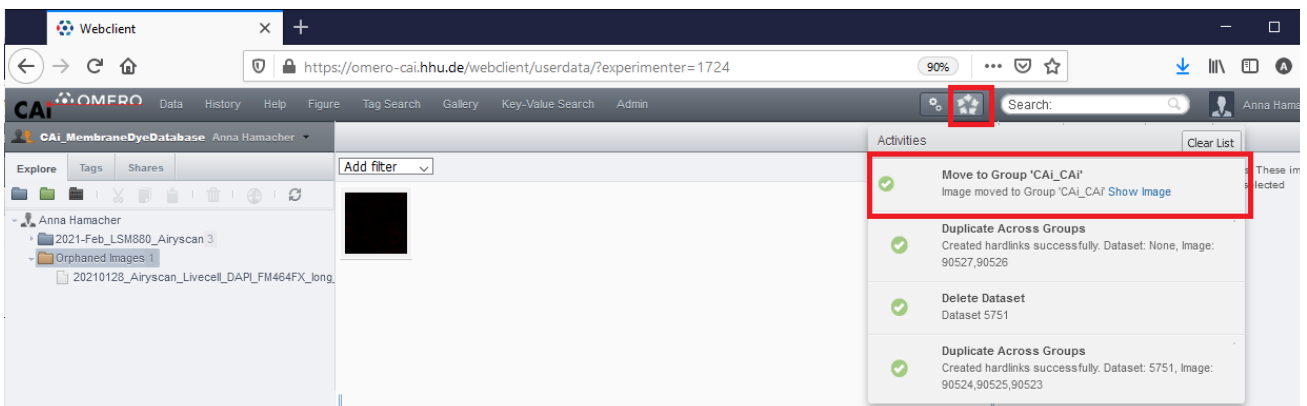 Webclient
https://omero-cai.hhu.de/webclient/userdata/?experimenter=1724
90%
CAi OMERO Data History Help Figure Tag Search Gallery Key-Value Search Admin
Search:
Anna Hama
CAi_MembraneDyeDatabase Anna Hamacher
Activities
Clear List
Explore Tags Shares
Add filter
Move to Group 'CAi_CAi'
Image moved to Group 'CAi_CAi' Show Image
These im
lected
Anna Hamacher
2021-Feb_LSM880_Airyscan 3
Orphaned Images 1
20210128_Airyscan_Livecell_DAPI_FM464FX_long_
Duplicate Across Groups
Created hardlinks successfully. Dataset: None, Image:
90527,90526
Delete Dataset
Dataset 5751
Duplicate Across Groups
Created hardlinks successfully. Dataset: 5751, Image:
90524,90525,90523